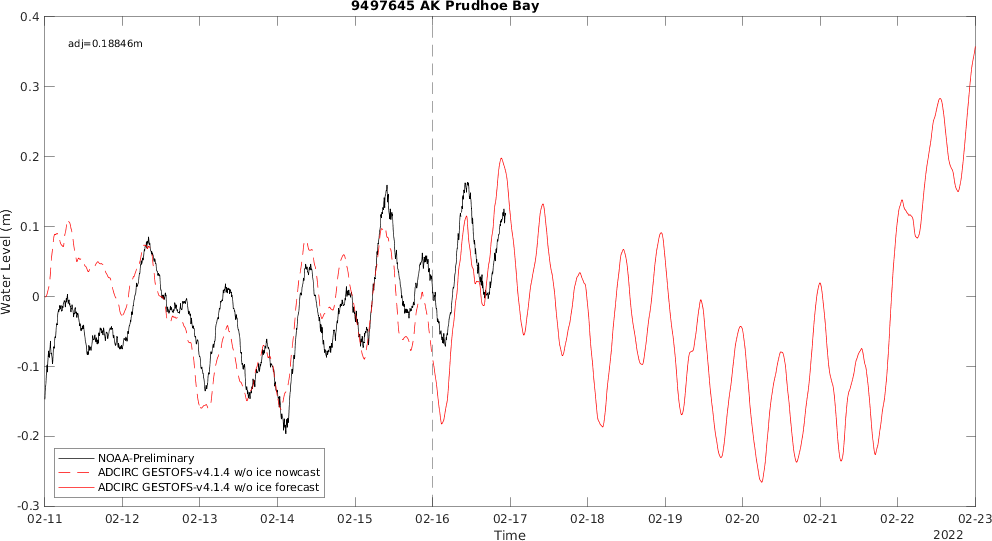 9497645 AK Prudhoe Bay
adj=0.18846m
0.4
0.3
0.2
0.1
0
-0.1
-0.2
-0.3
Water Level (m)
NOAA-Preliminary
ADCIRC GESTOFS-v4.1.4 w/o ice nowcast
ADCIRC GESTOFS-v4.1.4 w/o ice forecast
02-11 02-12 02-13 02-14 02-15 02-16 02-17 02-18 02-19 02-20 02-21 02-22 02-23
Time
2022